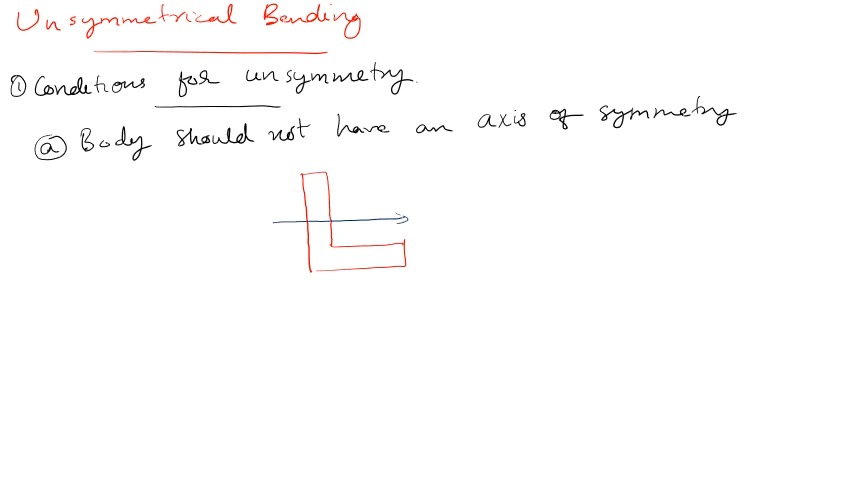 Unsymmetrical Bending
① Conditions for unsymmetry.
ⓐ Body should not have an axis of symmetry